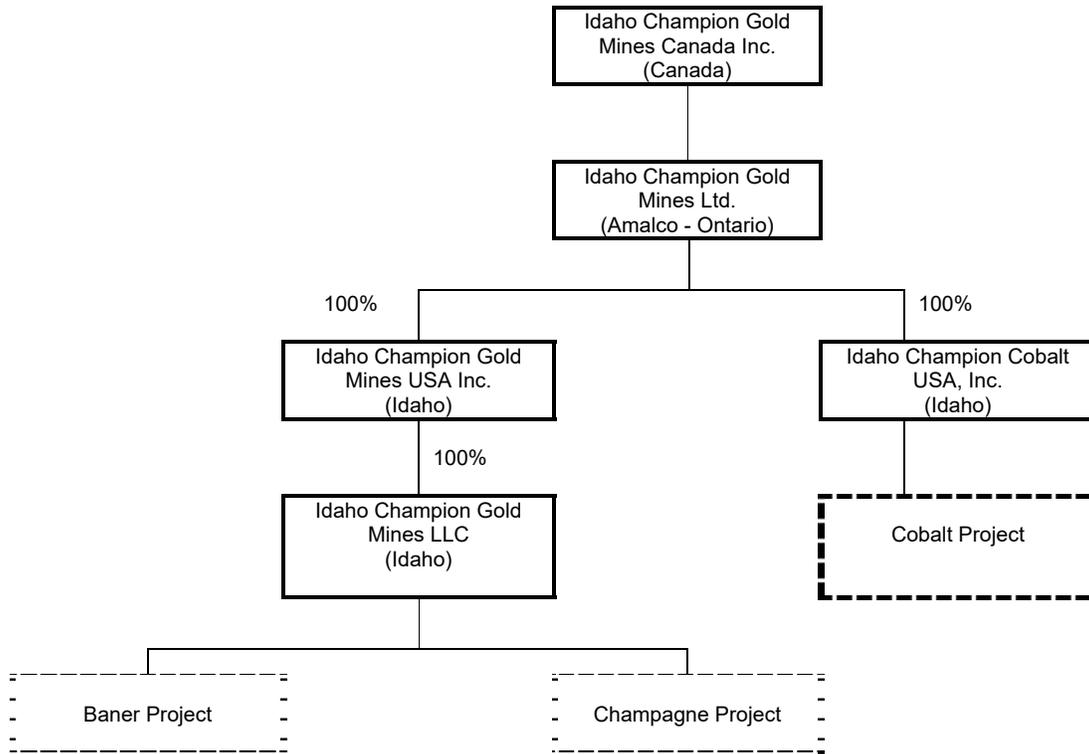 Idaho Champion Gold
Mines Canada Inc.
(Canada)
Idaho Champion Gold
Mines Ltd.
(Amalco - Ontario)
100%
100%
Idaho Champion Gold
Mines USA Inc.
(Idaho)
Idaho Champion Cobalt
USA, Inc.
(Idaho)
100%
Idaho Champion Gold
Mines LLC
(Idaho)
Cobalt Project
Baner Project
Champagne Project